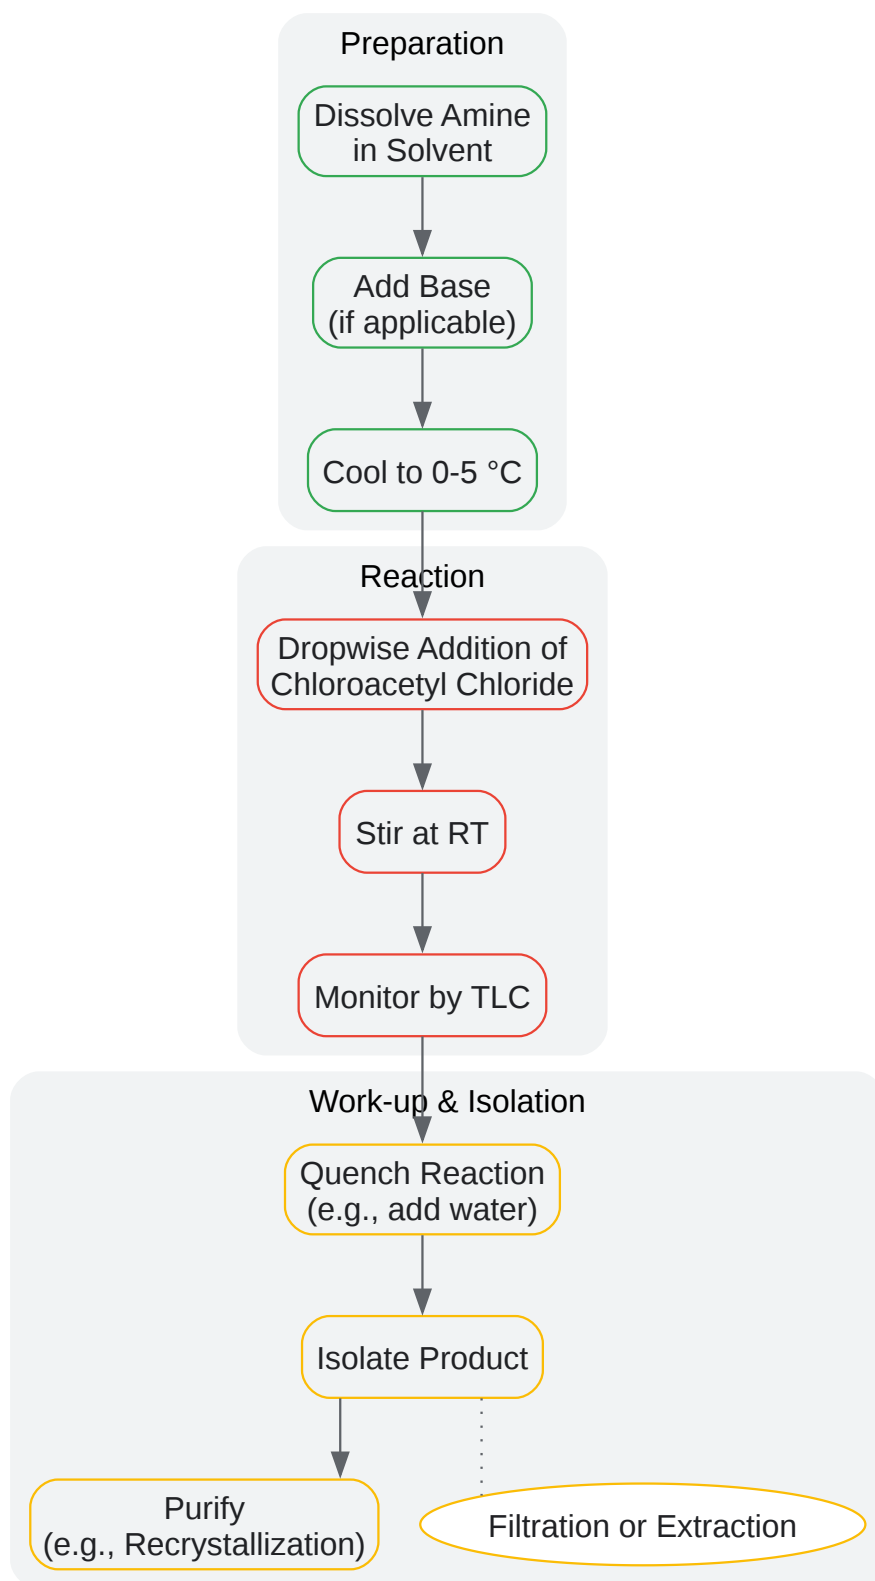 Preparation
Dissolve Amine
in Solvent
Add Base
(if applicable)
Cool to 0-5 °C
Reaction
Dropwise Addition of
Chloroacetyl Chloride
Stir at RT
Monitor by TLC
Work-up & Isolation
Quench Reaction
(e.g., add water)
Isolate Product
Purify
(e.g., Recrystallization)
Filtration or Extraction